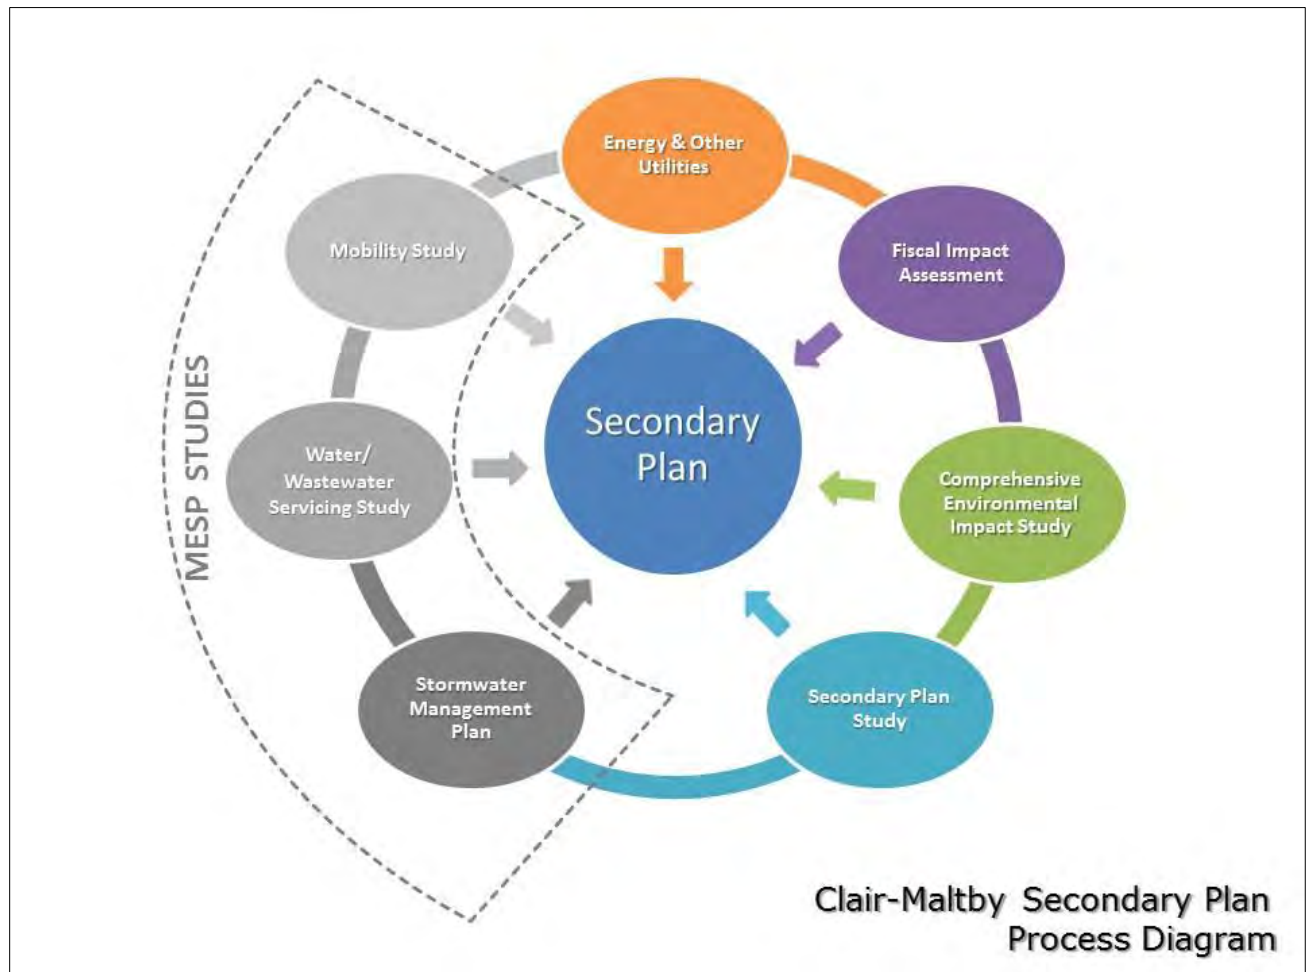 Energy & Other
Utilities
Fiscal Impact
Assessment
Mobility Study
Secondary
Plan
MESP STUDIES
Water/
Wastewater
Servicing Study
Comprehensive
Environmental
Impact Study
Stormwater
Management
Plan
Secondary Plan
Study
Clair-Maltby Secondary Plan
Process Diagram